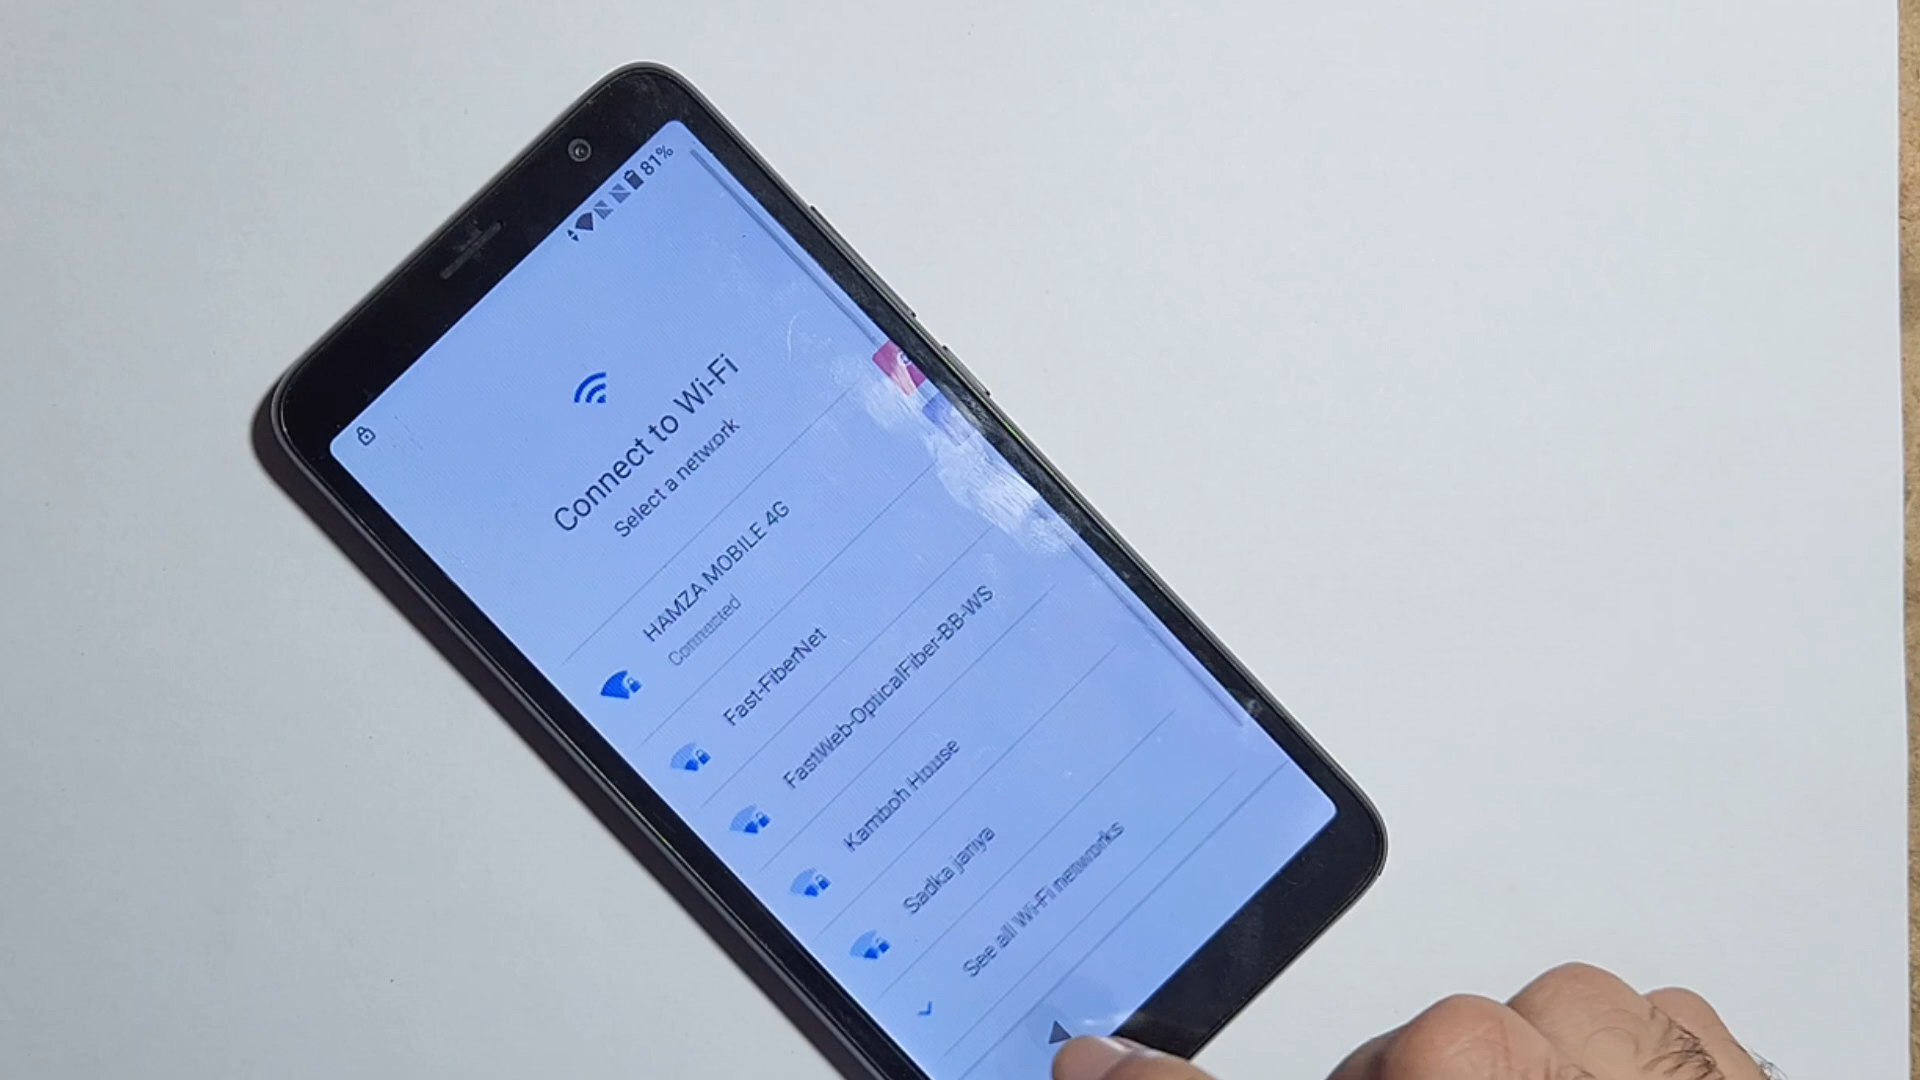 81%
Connect to Wi-Fi
Select a network
HAMZA MOBILE 4G
Connected
Fast-FiberNet
FastWeb-OpticalFiber-BB-WS
Kamboh House
Sadka jariya
See all Wi-Fi networks